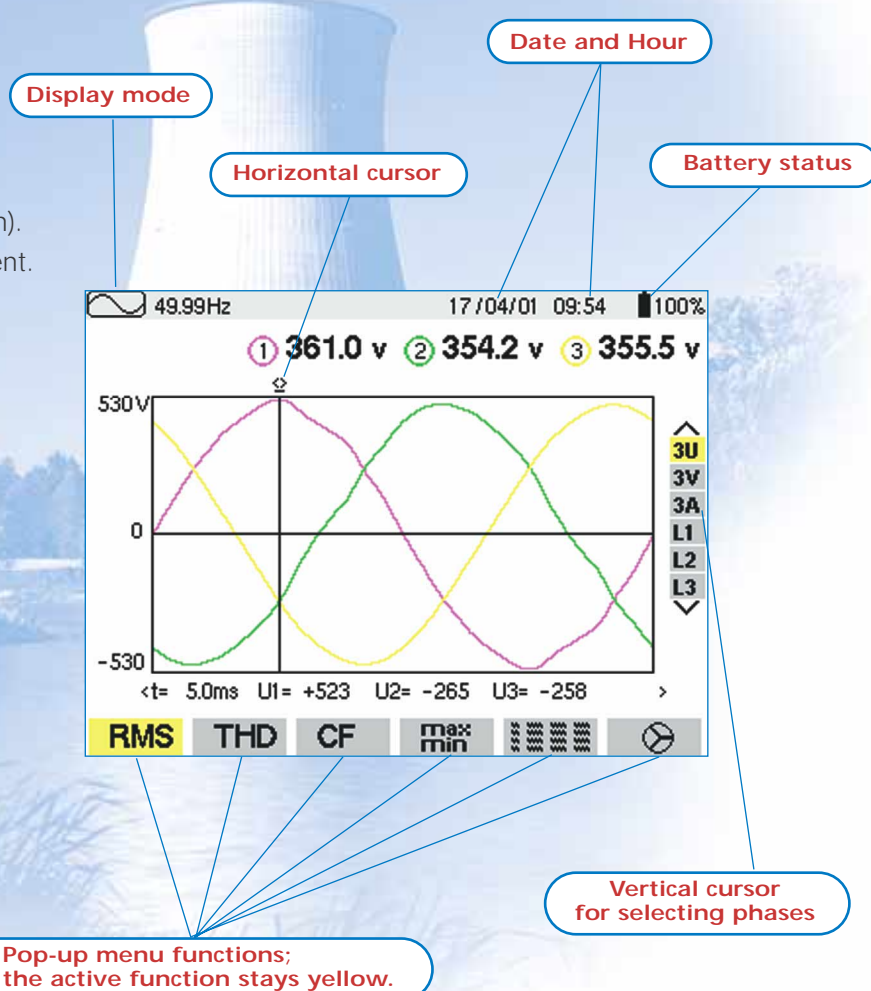 Date and Hour
Display mode
Horizontal cursor
Battery status
n).
ent.
49.99Hz 17/04/01 09:54 100%
1 361.0 v 2 354.2 v 3 355.5 v
530 V
3U
3V
3A
0
L1
L2
L3
-530
<t= 5.0ms U1= +523 U2= -265 U3= -258 >
RMS THD CF max min
Vertical cursor
for selecting phases
Pop-up menu functions;
the active function stays yellow.